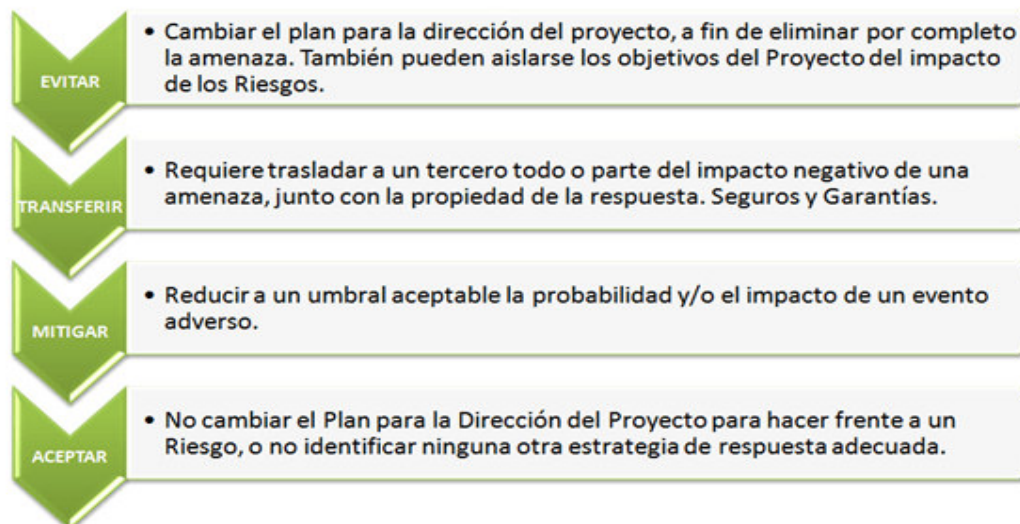 EVITAR
• Cambiar el plan para la dirección del proyecto, a fin de eliminar por completo
la amenaza. También pueden aislarse los objetivos del Proyecto del impacto
de los Riesgos.
TRANSFERIR
• Requiere trasladar a un tercero todo o parte del impacto negativo de una
amenaza, junto con la propiedad de la respuesta. Seguros y Garantías.
MITIGAR
• Reducir a un umbral aceptable la probabilidad y/o el impacto de un evento
adverso.
ACEPTAR
• No cambiar el Plan para la Dirección del Proyecto para hacer frente a un
Riesgo, o no identificar ninguna otra estrategia de respuesta adecuada.